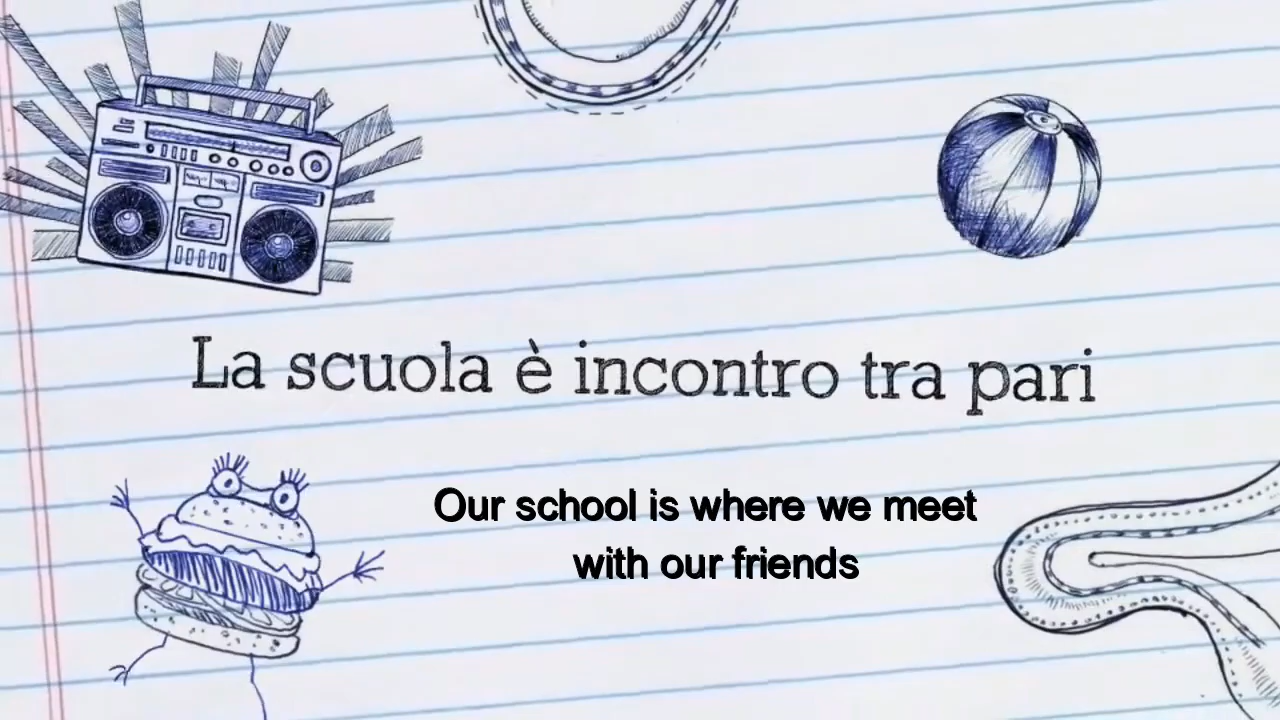 La scuola è incontro tra pari
Our school is where we meet
with our friends